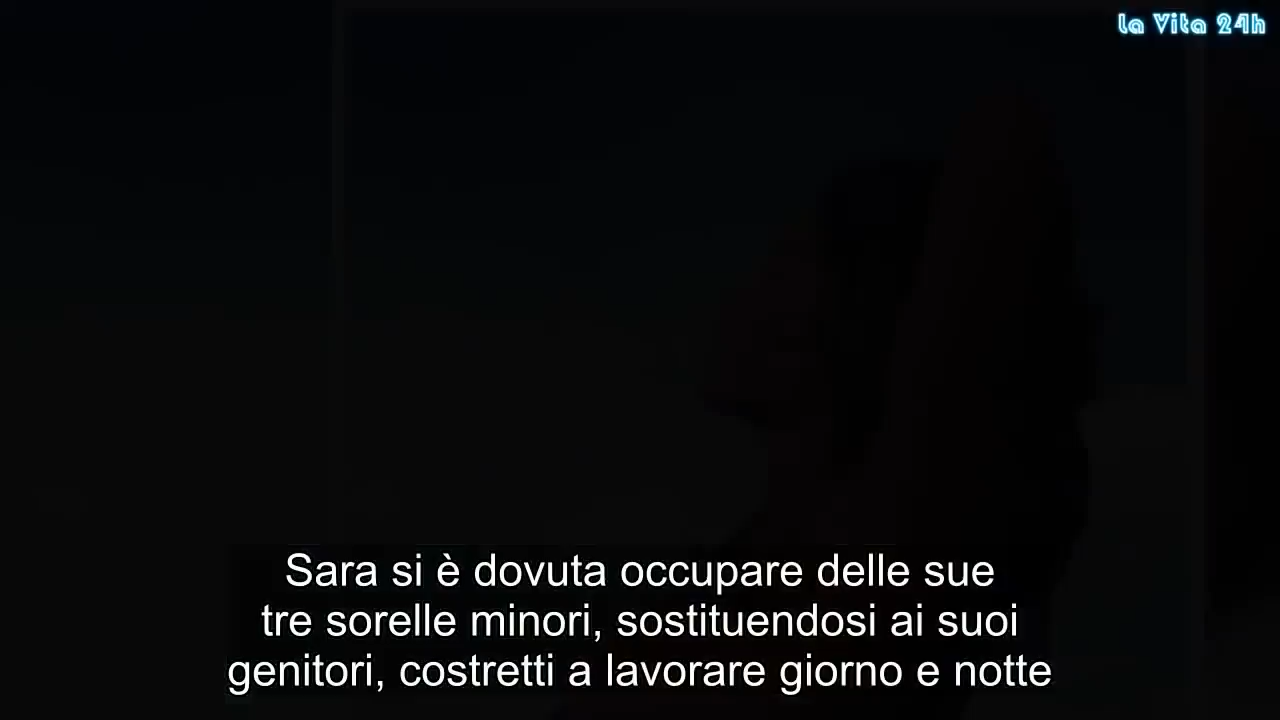 la Vita 24h
Sara si è dovuta occupare delle sue
tre sorelle minori, sostituendosi ai suoi
genitori, costretti a lavorare giorno e notte